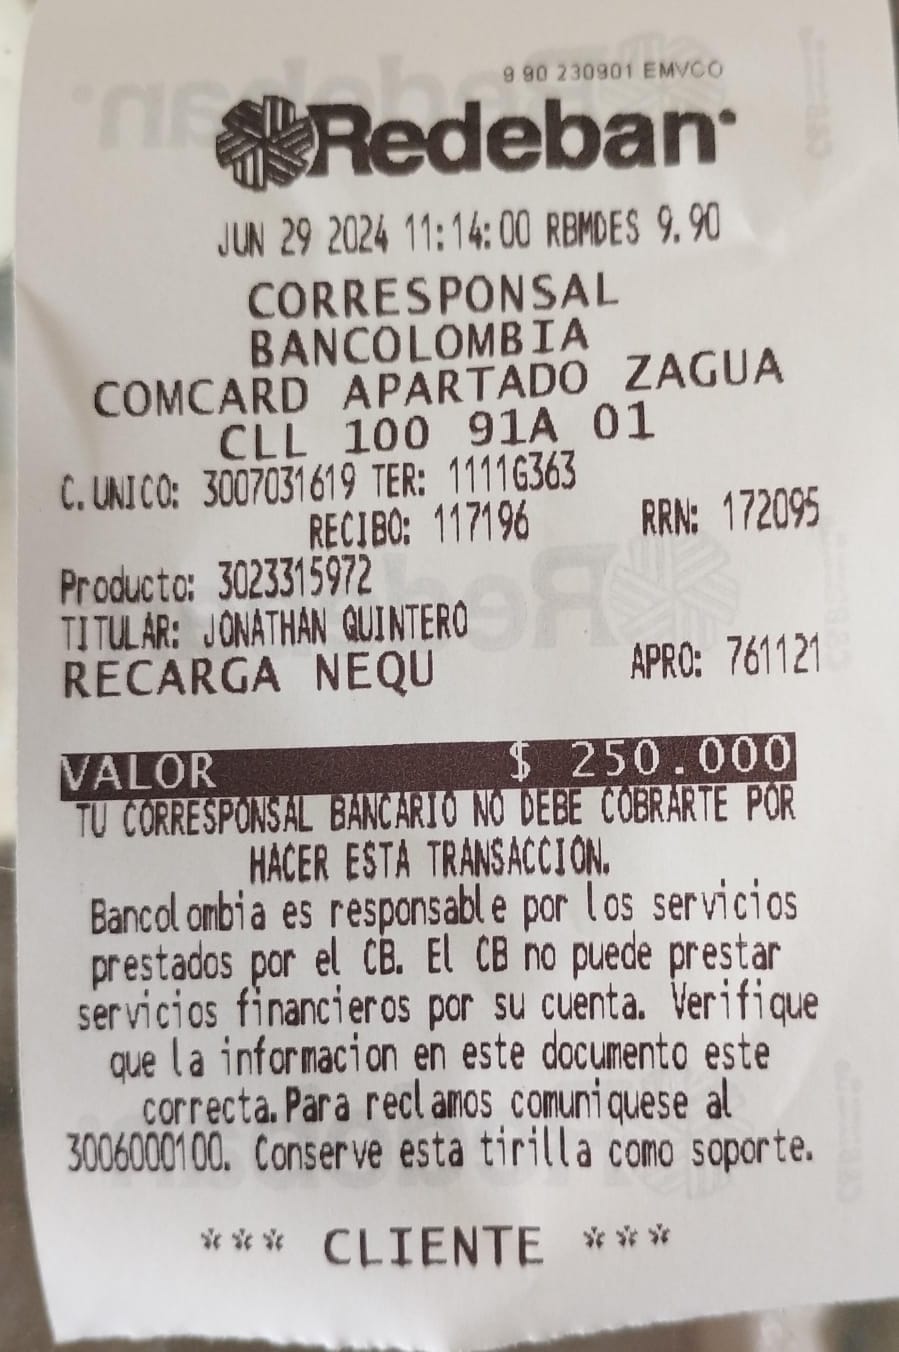 9 90 230901 EMVCO
Redeban
JUN 29 2024 11:14:00 RBMDES 9.90
CORRESPONSAL
BANCOLOMBIA
COMCARD APARTADO ZAGUA
CLL 100 91A 01
C. UNICO: 3007031619 TER: 1111G363
RECIBO: 117196 RRN: 172095
Producto: 3023315972
TITULAR: JONATHAN QUINTERO
RECARGA NEQU APRO: 761121
VALOR $ 250.000
TU CORRESPONSAL BANCARIO NO DEBE COBRARTE POR
HACER ESTA TRANSACCION.
Bancolombia es responsable por los servicios
prestados por el CB. El CB no puede prestar
servicios financieros por su cuenta. Verifique
que la informacion en este documento este
correcta. Para reclamos comuniquese al
3006000100. Conserve esta tirilla como soporte.
*** CLIENTE ***